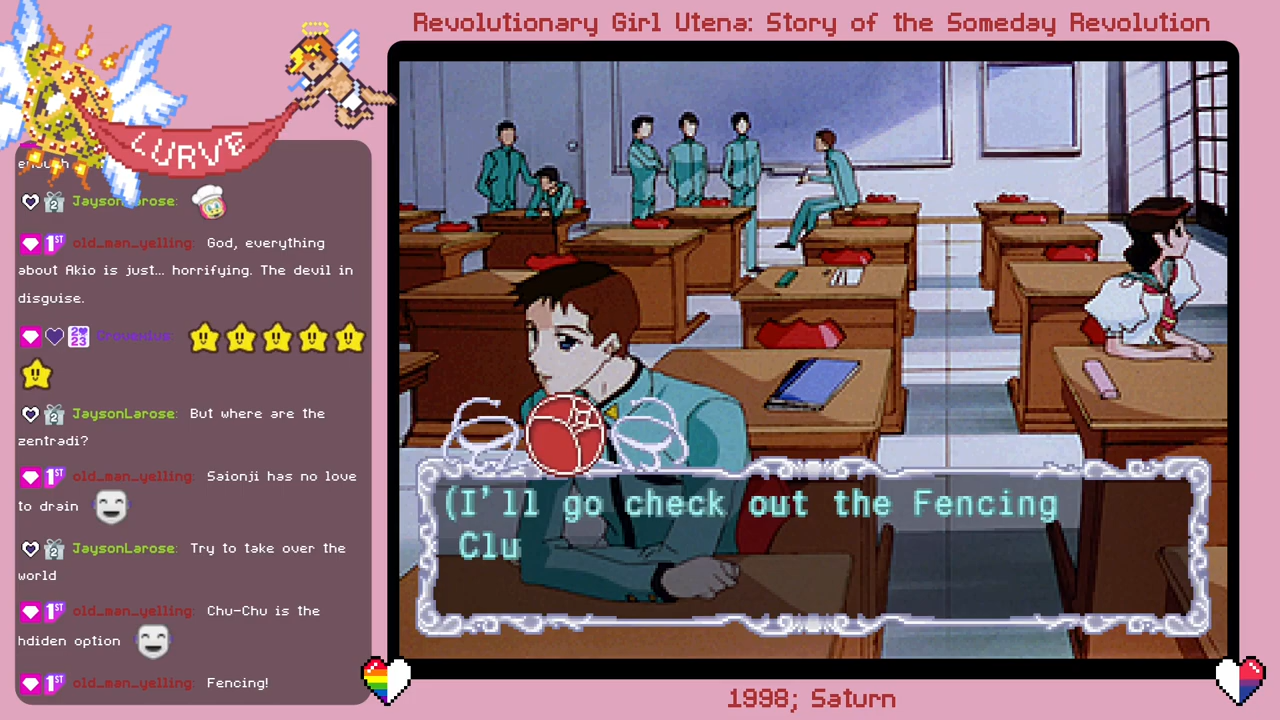 Revolutionary Girl Utena: Story of the Someday Revolution
LURVE
enough
JaysonLarose:
old_man_yelling: God, everything
about Akio is just... horrifying. The devil in
disguise.
JaysonLarose: But where are the
zentradi?
old_man_yelling: Saionji has no love
to drain
JaysonLarose: Try to take over the
world
old_man_yelling: Chu-Chu is the
hdiden option
old_man_yelling: Fencing!
(I'll go check out the Fencing
Clu
1998; Saturn